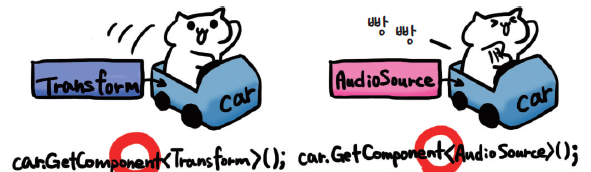 Transform
car
car.GetComponent<Transform>();
빵 빵
AudioSource
car
car.GetComponent<AudioSource>();